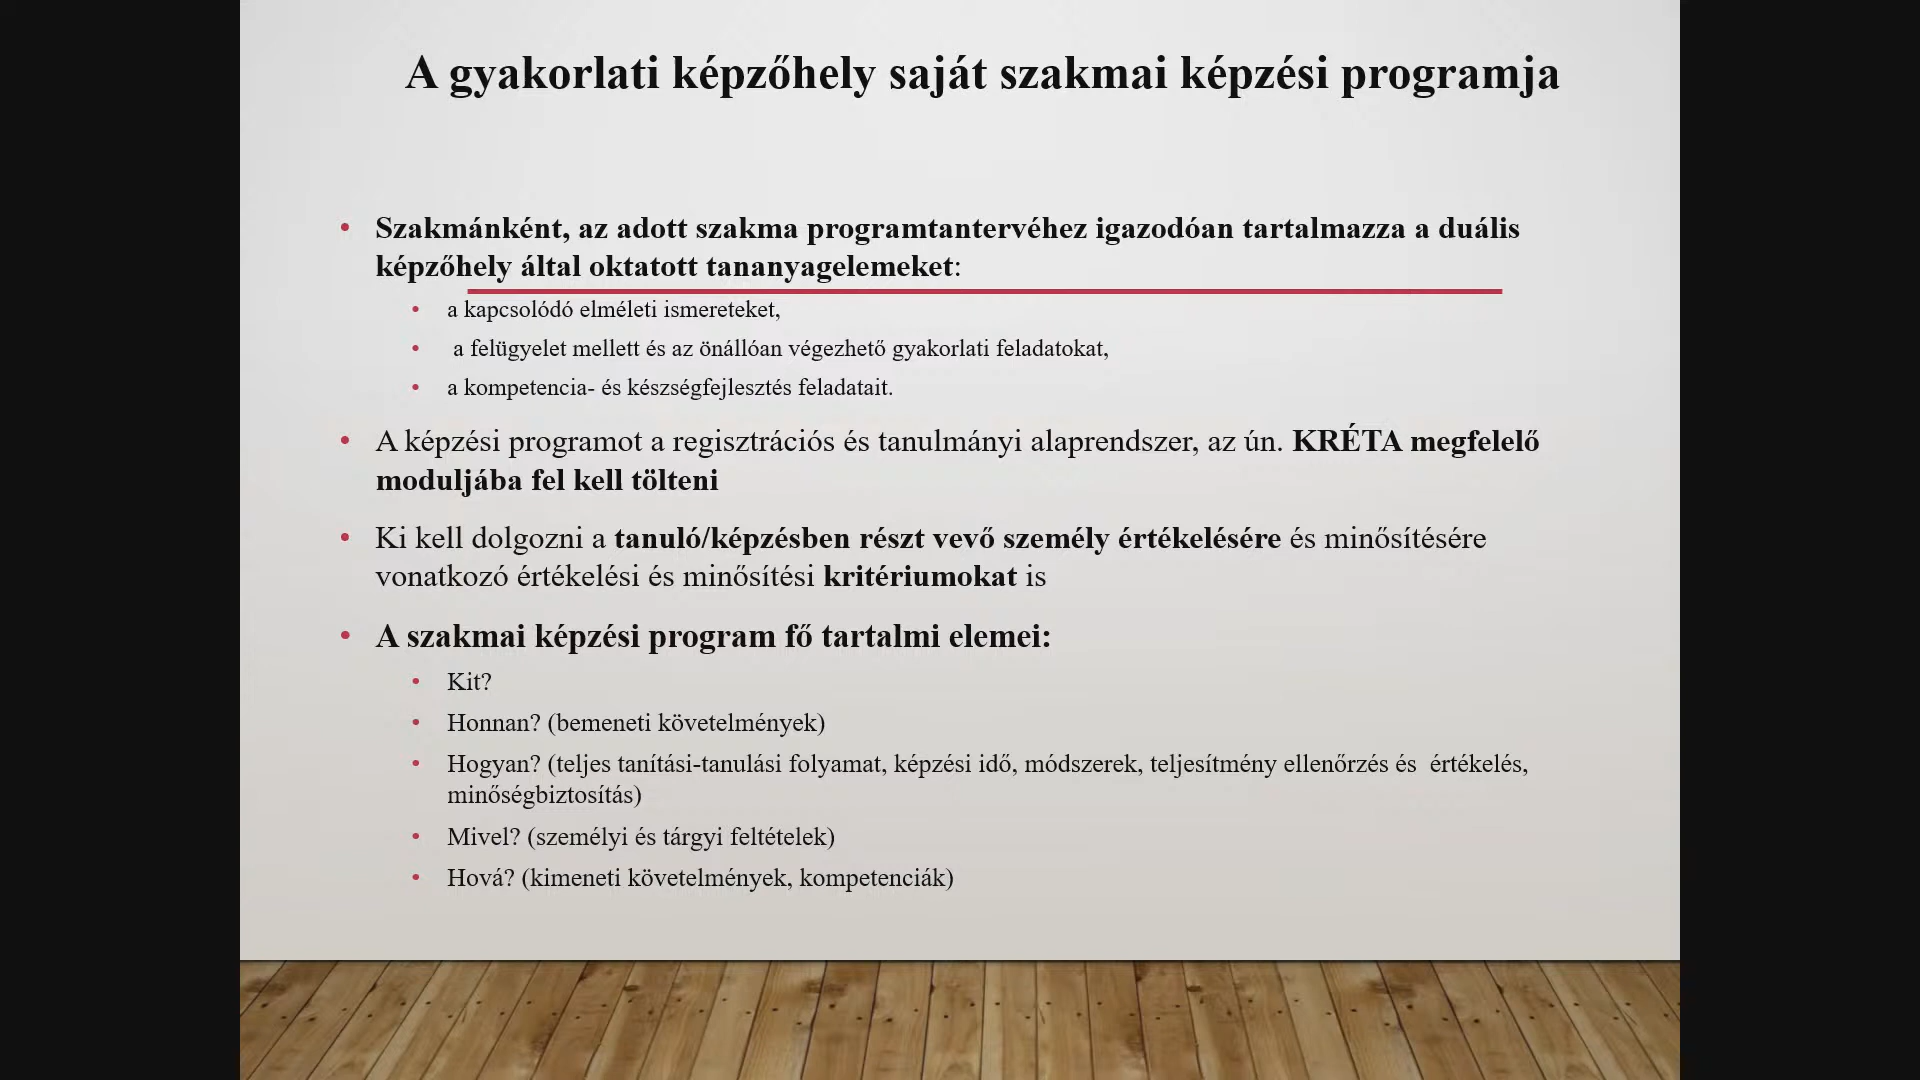 A gyakorlati képzőhely saját szakmai képzési programja
• Szakmánként, az adott szakma programtantervéhez igazodóan tartalmazza a duális
képzőhely által oktatott tananyagelemeket:
• a kapcsolódó elméleti ismereteket,
• a felügyelet mellett és az önállóan végezhető gyakorlati feladatokat,
• a kompetencia- és készségfejlesztés feladatait.
• A képzési programot a regisztrációs és tanulmányi alaprendszer, az ún. KRÉTA megfelelő
moduljába fel kell tölteni
• Ki kell dolgozni a tanuló/képzésben részt vevő személy értékelésére és minősítésére
vonatkozó értékelési és minősítési kritériumokat is
• A szakmai képzési program fő tartalmi elemei:
• Kit?
• Honnan? (bemeneti követelmények)
• Hogyan? (teljes tanítási-tanulási folyamat, képzési idő, módszerek, teljesítmény ellenőrzés és  értékelés,
minőségbiztosítás)
• Mivel? (személyi és tárgyi feltételek)
• Hová? (kimeneti követelmények, kompetenciák)